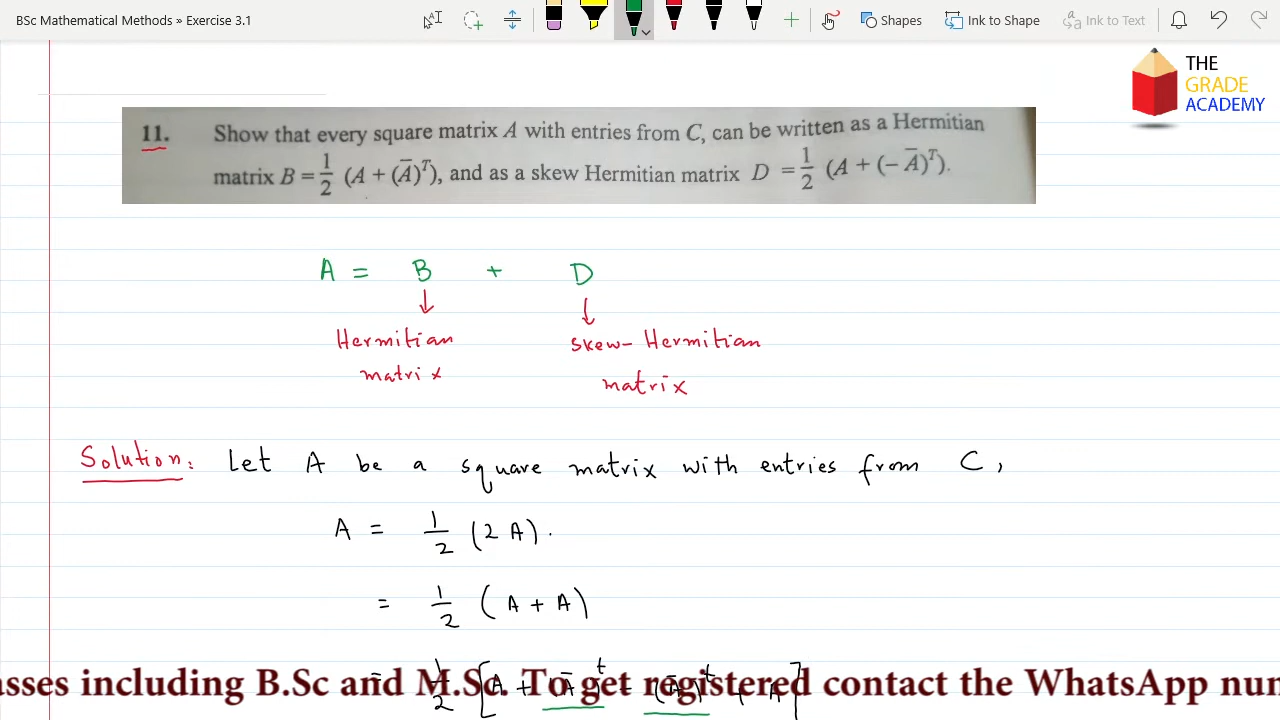 BSc Mathematical Methods » Exercise 3.1
Shapes
Ink to Shape
Ink to Text
THE
GRADE
ACADEMY
11. Show that every square matrix A with entries from C, can be written as a Hermitian
matrix B = 1/2 (A + (Ā)ᵀ), and as a skew Hermitian matrix D = 1/2 (A + (− Ā)ᵀ).
A = B + D
↓ ↓
Hermitian skew-Hermitian
matrix matrix
Solution: Let A be a square matrix with entries from C,
A = 1/2 (2 A).
= 1/2 (A + A)
= 1/2 [A + (Ā)ᵗ − (Ā)ᵗ + A]
asses including B.Sc and M.Sc. To get registered contact the WhatsApp num